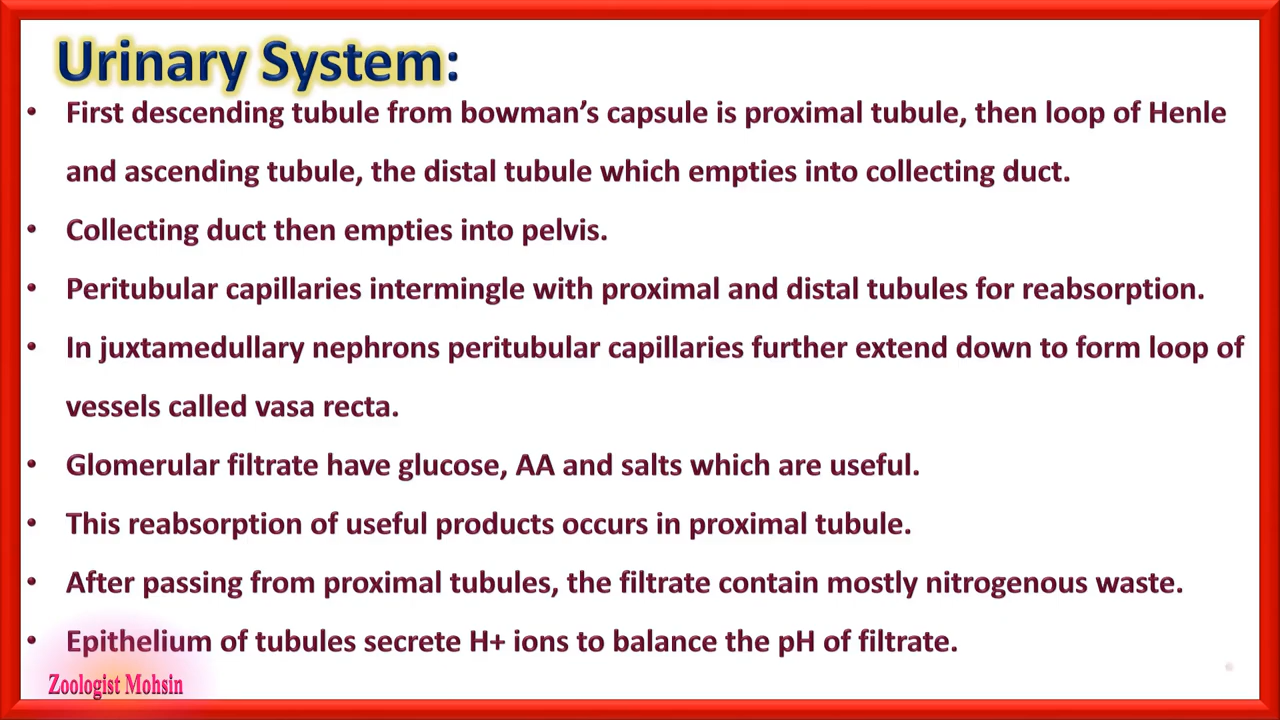 Urinary System:
• First descending tubule from bowman’s capsule is proximal tubule, then loop of Henle
and ascending tubule, the distal tubule which empties into collecting duct.
• Collecting duct then empties into pelvis.
• Peritubular capillaries intermingle with proximal and distal tubules for reabsorption.
• In juxtamedullary nephrons peritubular capillaries further extend down to form loop of
vessels called vasa recta.
• Glomerular filtrate have glucose, AA and salts which are useful.
• This reabsorption of useful products occurs in proximal tubule.
• After passing from proximal tubules, the filtrate contain mostly nitrogenous waste.
• Epithelium of tubules secrete H+ ions to balance the pH of filtrate.
Zoologist Mohsin